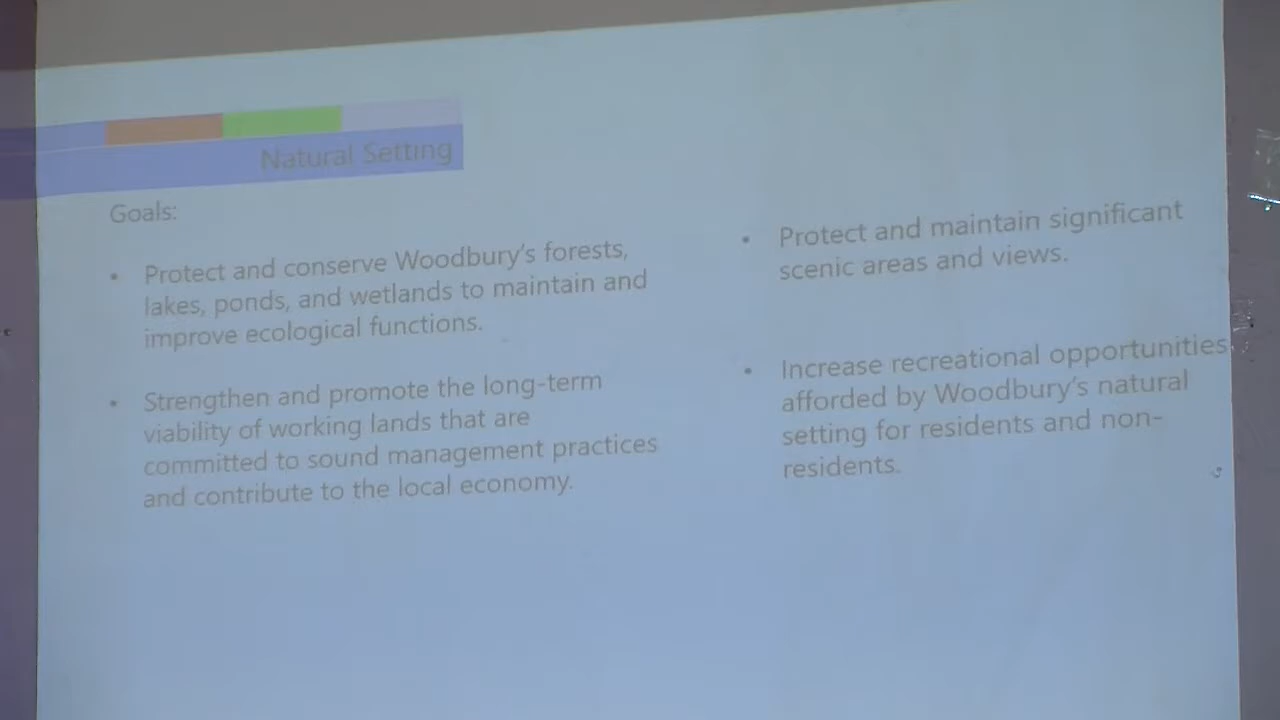 Natural Setting
Goals:
• Protect and conserve Woodbury's forests,
lakes, ponds, and wetlands to maintain and
improve ecological functions.
• Strengthen and promote the long-term
viability of working lands that are
committed to sound management practices
and contribute to the local economy.
• Protect and maintain significant
scenic areas and views.
• Increase recreational opportunities
afforded by Woodbury's natural
setting for residents and non-
residents.